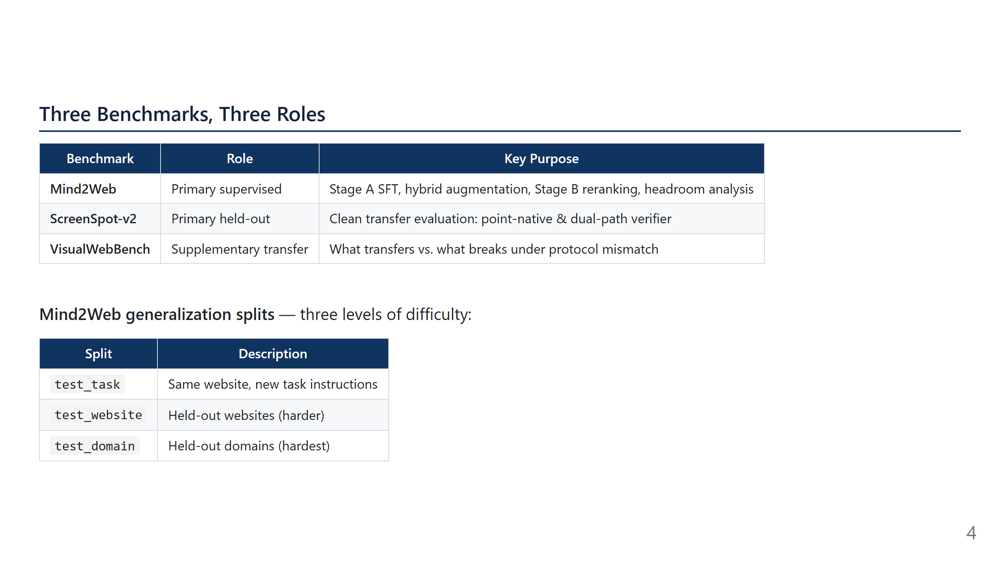 Three Benchmarks, Three Roles
Benchmark Role Key Purpose
Mind2Web Primary supervised Stage A SFT, hybrid augmentation, Stage B reranking, headroom analysis
ScreenSpot-v2 Primary held-out Clean transfer evaluation: point-native & dual-path verifier
VisualWebBench Supplementary transfer What transfers vs. what breaks under protocol mismatch
Mind2Web generalization splits — three levels of difficulty:
Split Description
test_task Same website, new task instructions
test_website Held-out websites (harder)
test_domain Held-out domains (hardest)
4